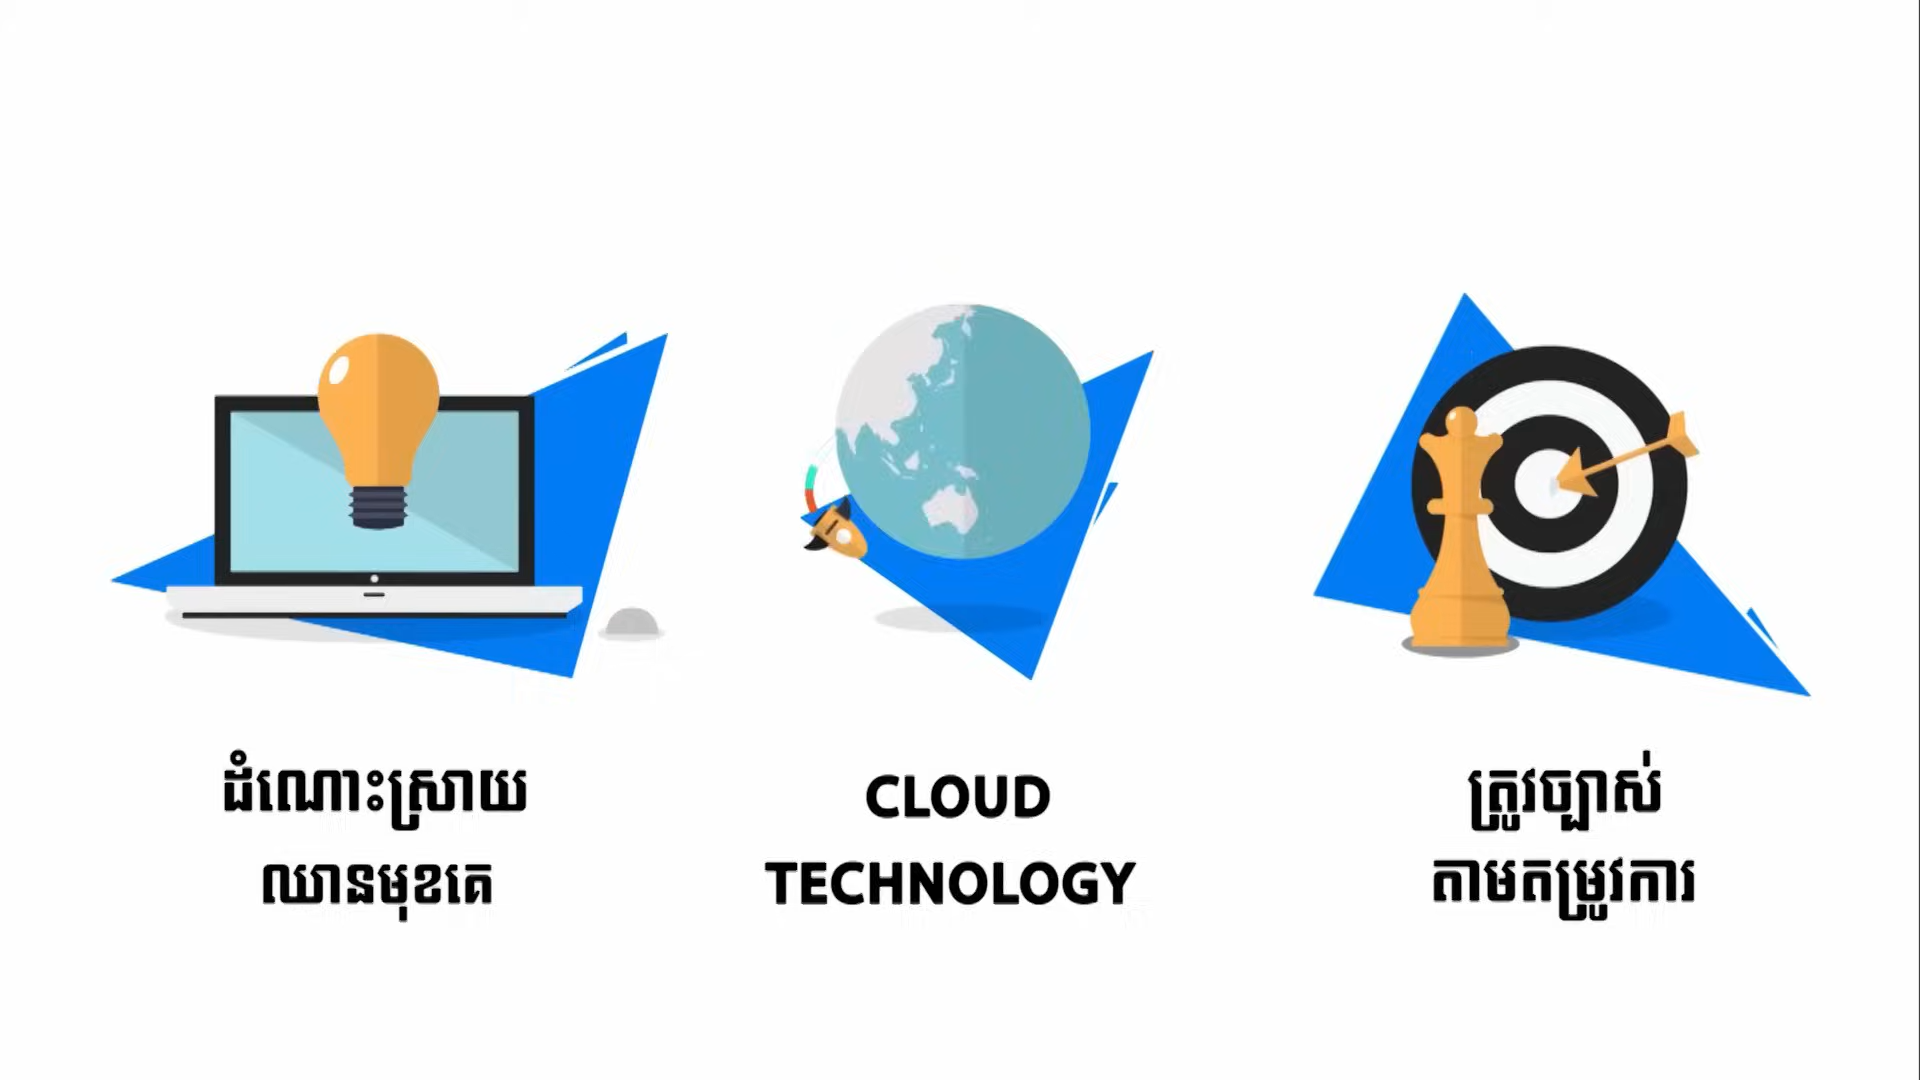 ដំណោះស្រាយ
ឈានមុខគេ
CLOUD
TECHNOLOGY
ត្រូវច្បាស់
តាមតម្រូវការ